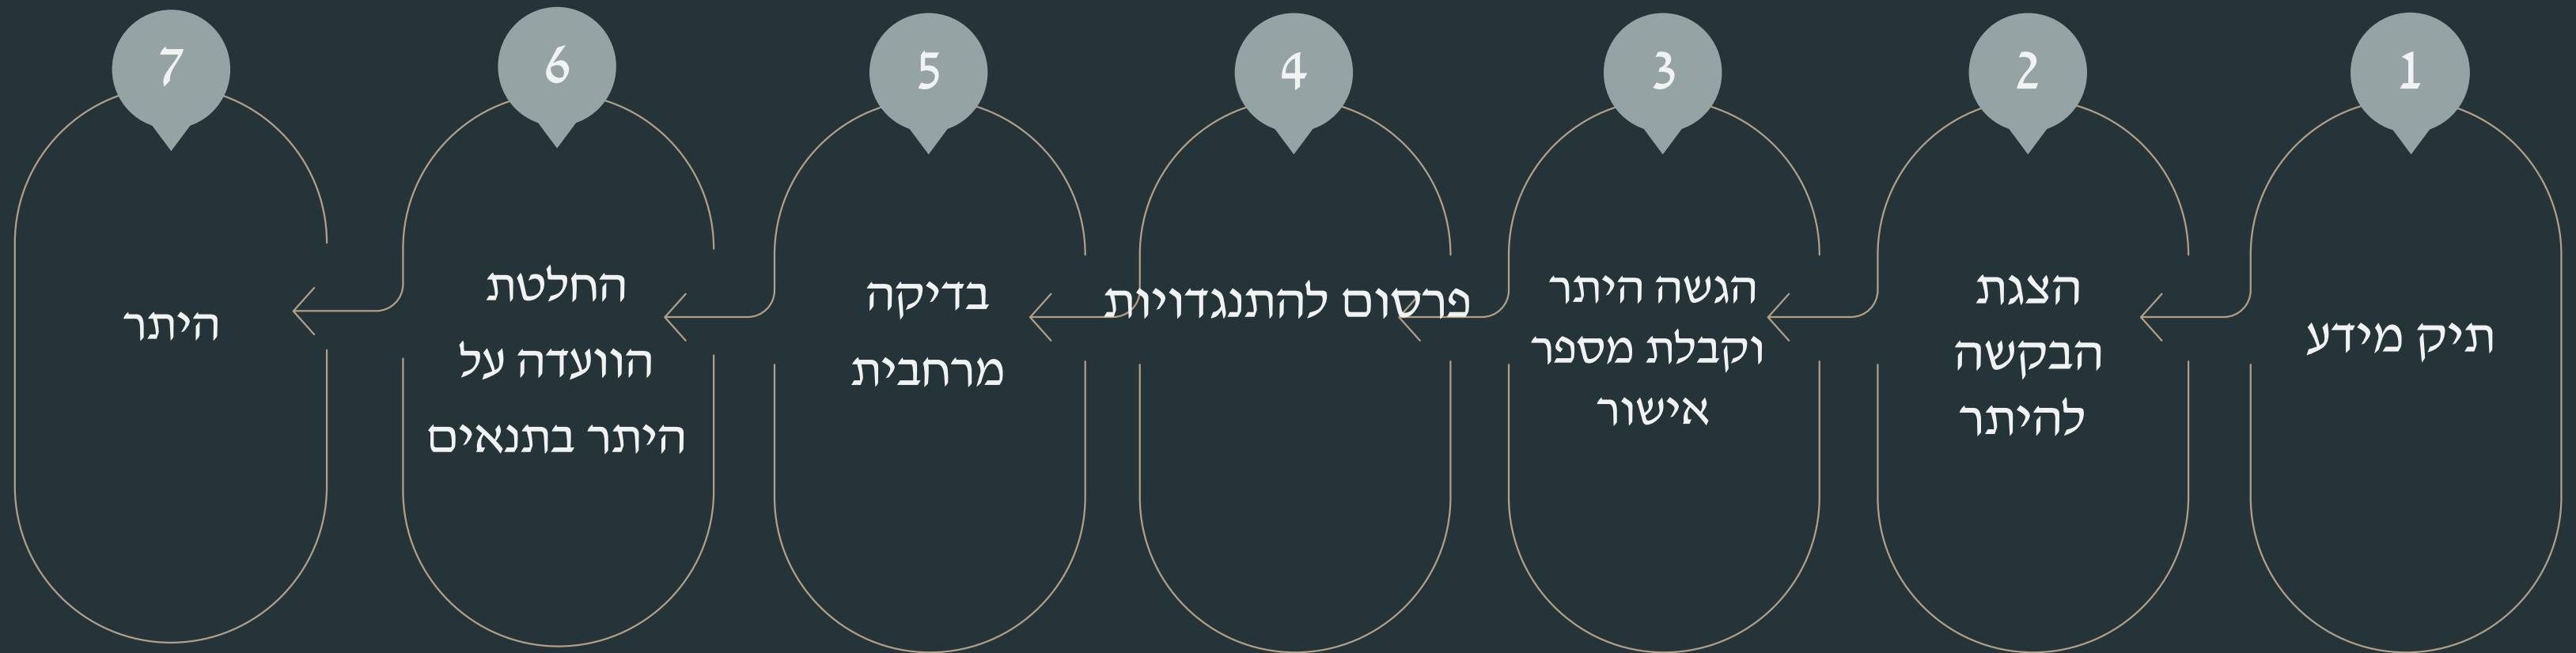 1
תיק מידע
2
הצגת
הבקשה
להיתר
3
הגשה היתר
וקבלת מספר
אישור
4
פרסום להתנגדויות
5
בדיקה
מרחבית
6
החלטת
הוועדה על
היתר בתנאים
7
היתר